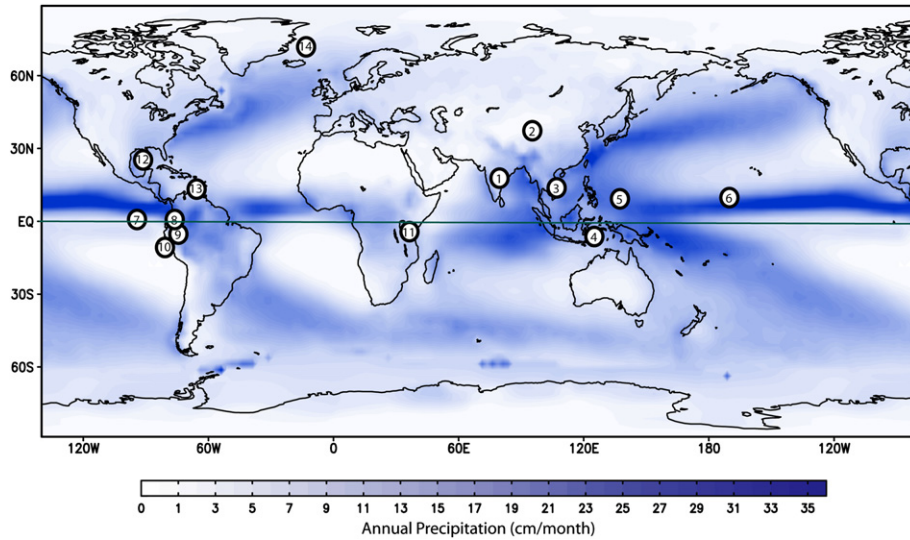 14
60N
2
30N
12
1
13
3
5
6
EQ
7
8
9
11
4
10
30S
60S
120W 60W 0 60E 120E 180 120W
0 1 3 5 7 9 11 13 15 17 19 21 23 25 27 29 31 33 35
Annual Precipitation (cm/month)